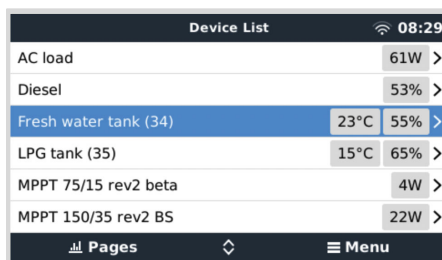 Device List 08:29
AC load 61W
Diesel 53%
Fresh water tank (34) 23°C 55%
LPG tank (35) 15°C 65%
MPPT 75/15 rev2 beta 4W
MPPT 150/35 rev2 BS 22W
Pages Menu